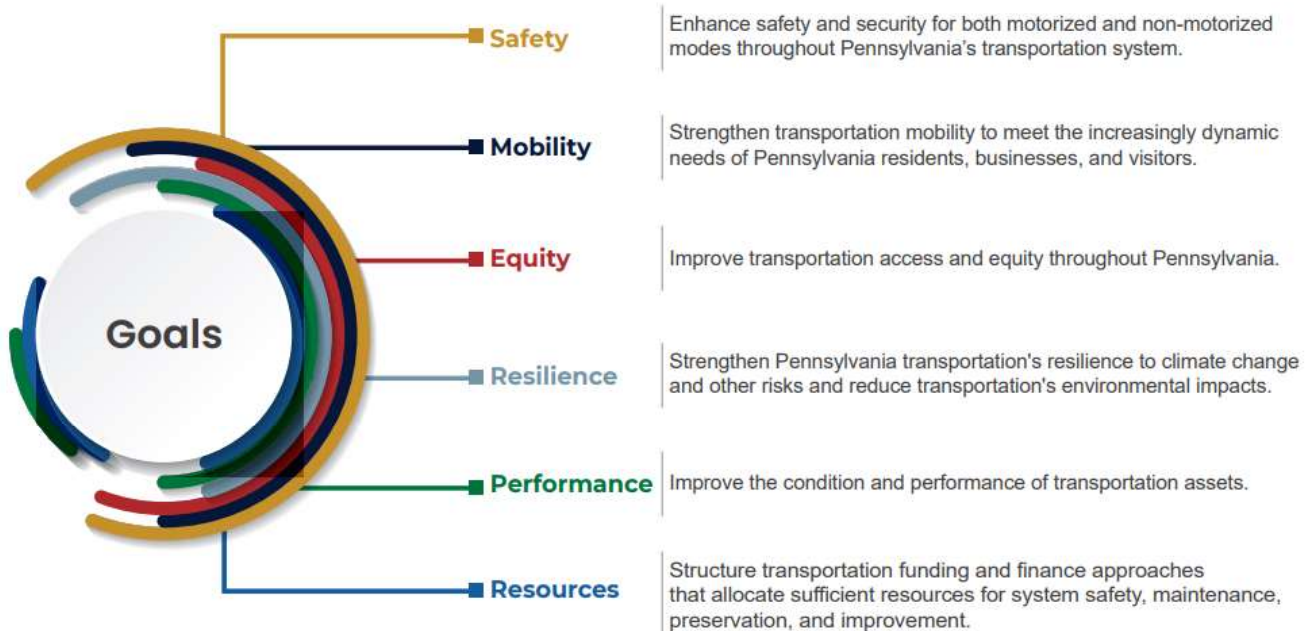 Safety
Enhance safety and security for both motorized and non-motorized
modes throughout Pennsylvania’s transportation system.
Mobility
Strengthen transportation mobility to meet the increasingly dynamic
needs of Pennsylvania residents, businesses, and visitors.
Equity
Improve transportation access and equity throughout Pennsylvania.
Goals
Resilience
Strengthen Pennsylvania transportation's resilience to climate change
and other risks and reduce transportation's environmental impacts.
Performance
Improve the condition and performance of transportation assets.
Resources
Structure transportation funding and finance approaches
that allocate sufficient resources for system safety, maintenance,
preservation, and improvement.